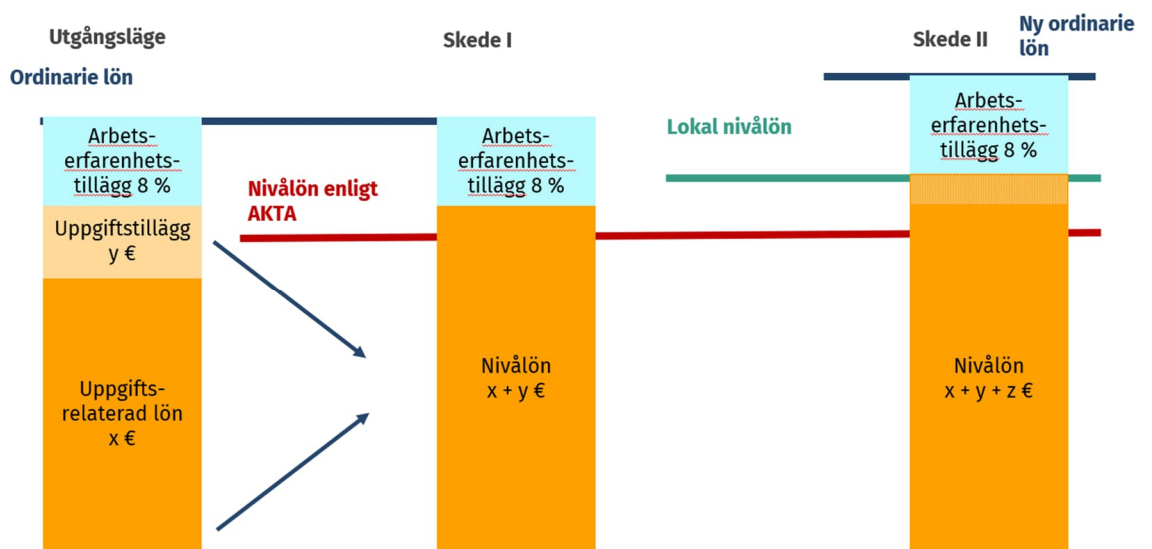 Utgångsläge
Skede I
Skede II
Ny ordinarie
lön
Ordinarie lön
Arbets-
erfarenhets-
tillägg 8 %
Uppgiftstillägg
y €
Uppgifts-
relaterad lön
x €
Nivålön enligt
AKTA
Arbets-
erfarenhets-
tillägg 8 %
Nivålön
x + y €
Lokal nivålön
Arbets-
erfarenhets-
tillägg 8 %
Nivålön
x + y + z €